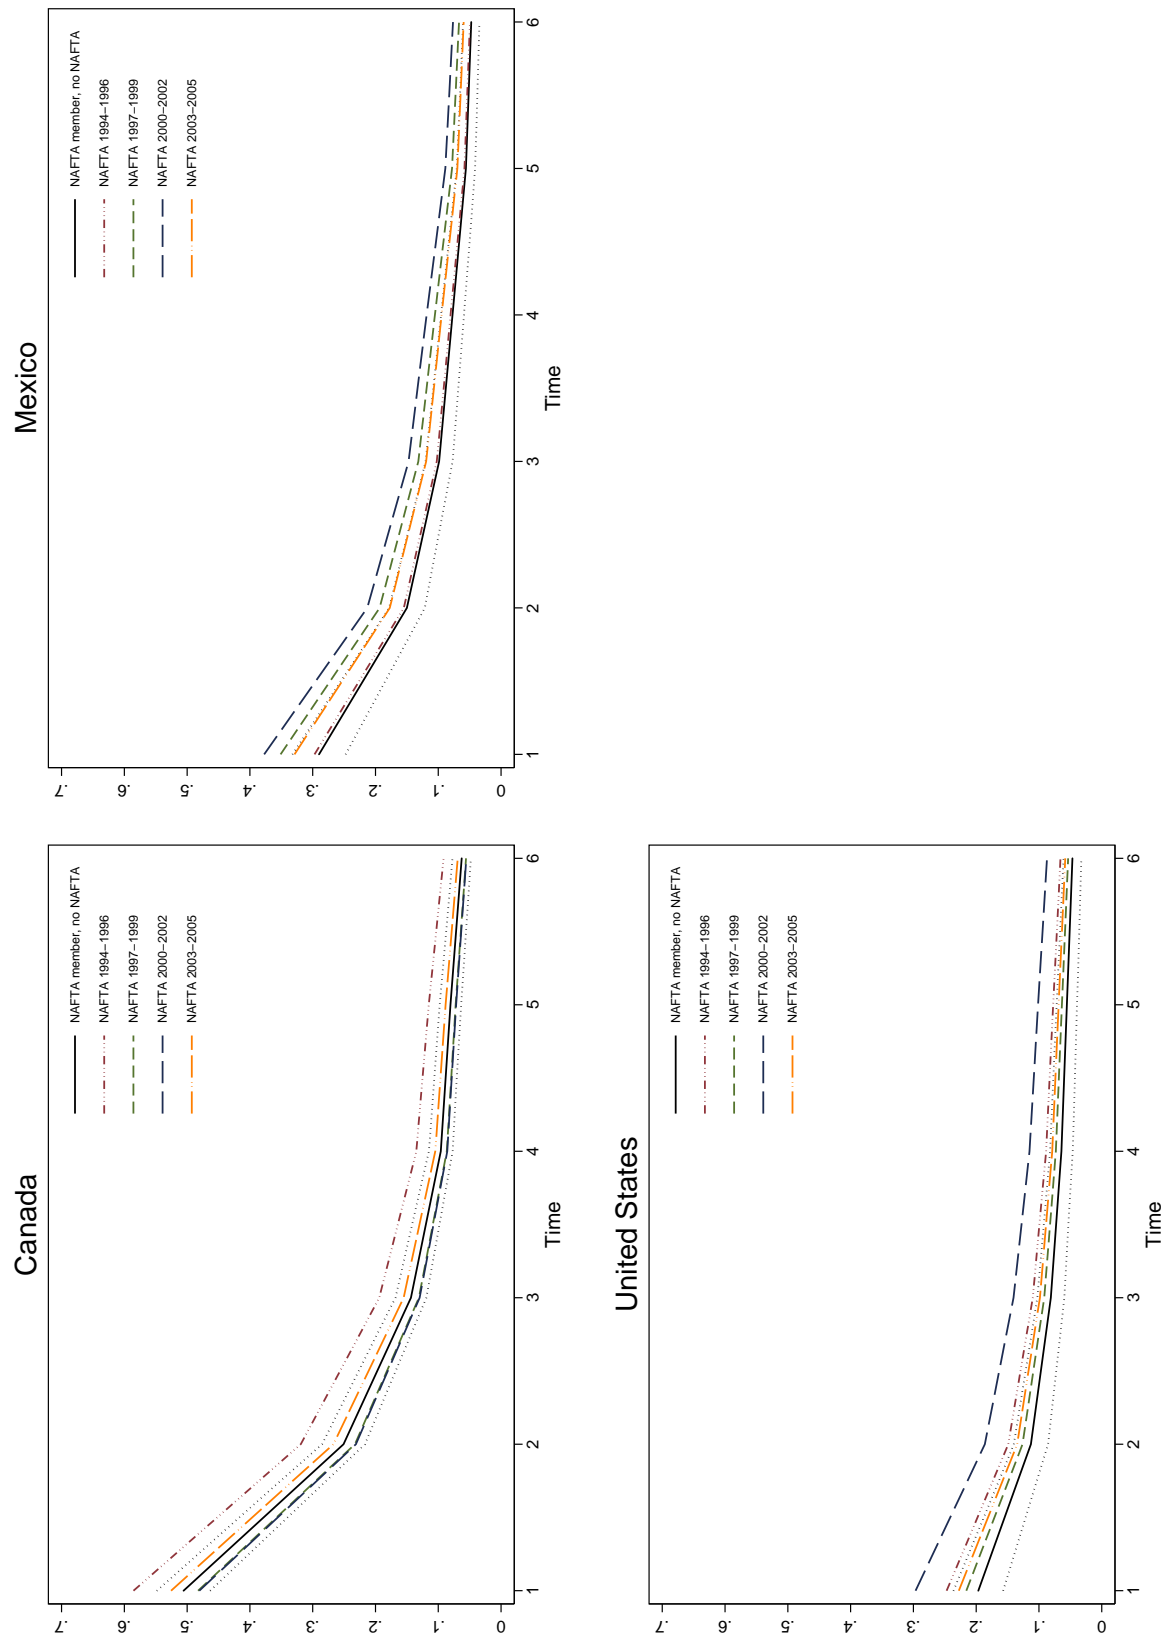 Canada
.7
.6
.5
.4
.3
.2
.1
0
1
2
3
4
5
6
Time
NAFTA member, no NAFTA
NAFTA 1994–1996
NAFTA 1997–1999
NAFTA 2000–2002
NAFTA 2003–2005
Mexico
.7
.6
.5
.4
.3
.2
.1
0
1
2
3
4
5
6
Time
NAFTA member, no NAFTA
NAFTA 1994–1996
NAFTA 1997–1999
NAFTA 2000–2002
NAFTA 2003–2005
United States
.7
.6
.5
.4
.3
.2
.1
0
1
2
3
4
5
6
Time
NAFTA member, no NAFTA
NAFTA 1994–1996
NAFTA 1997–1999
NAFTA 2000–2002
NAFTA 2003–2005